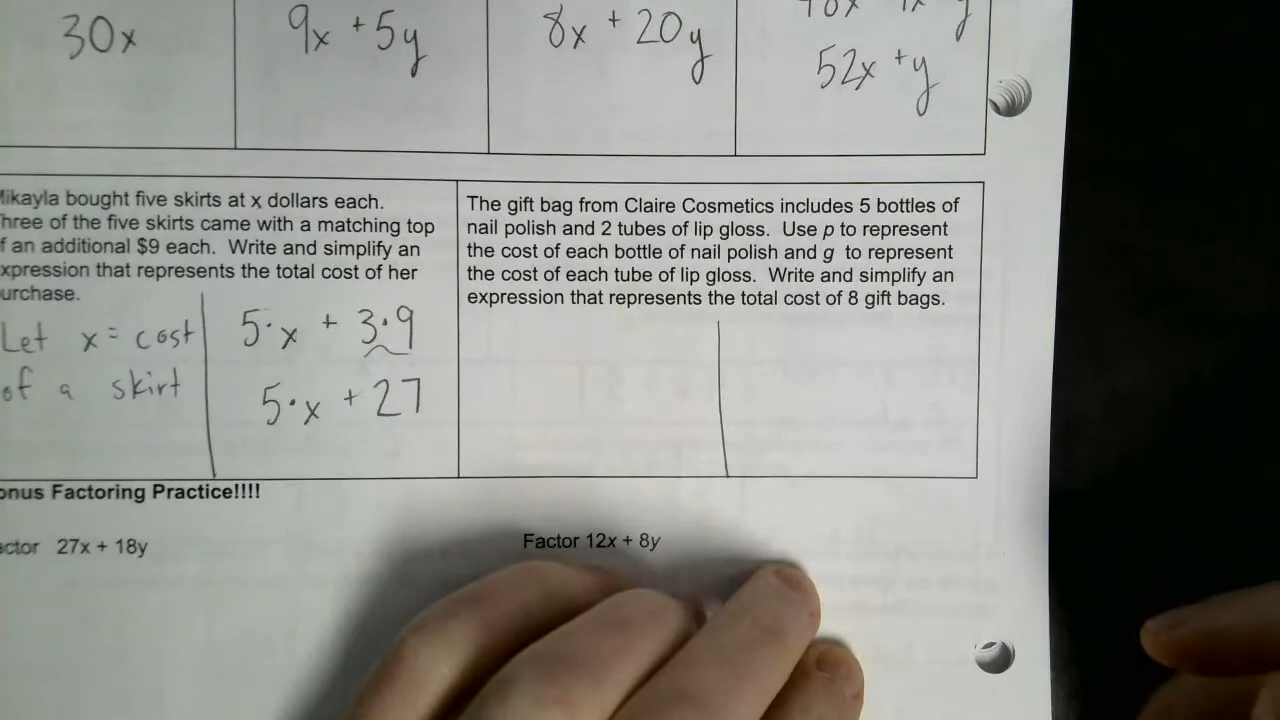 30x
9x + 5y
8x + 20y
52x + y
Mikayla bought five skirts at x dollars each.
Three of the five skirts came with a matching top
f an additional $9 each. Write and simplify an
expression that represents the total cost of her
purchase.
Let x = cost
of a skirt
5·x + 3·9
5·x + 27
The gift bag from Claire Cosmetics includes 5 bottles of
nail polish and 2 tubes of lip gloss. Use p to represent
the cost of each bottle of nail polish and g to represent
the cost of each tube of lip gloss. Write and simplify an
expression that represents the total cost of 8 gift bags.
onus Factoring Practice!!!!
actor 27x + 18y
Factor 12x + 8y